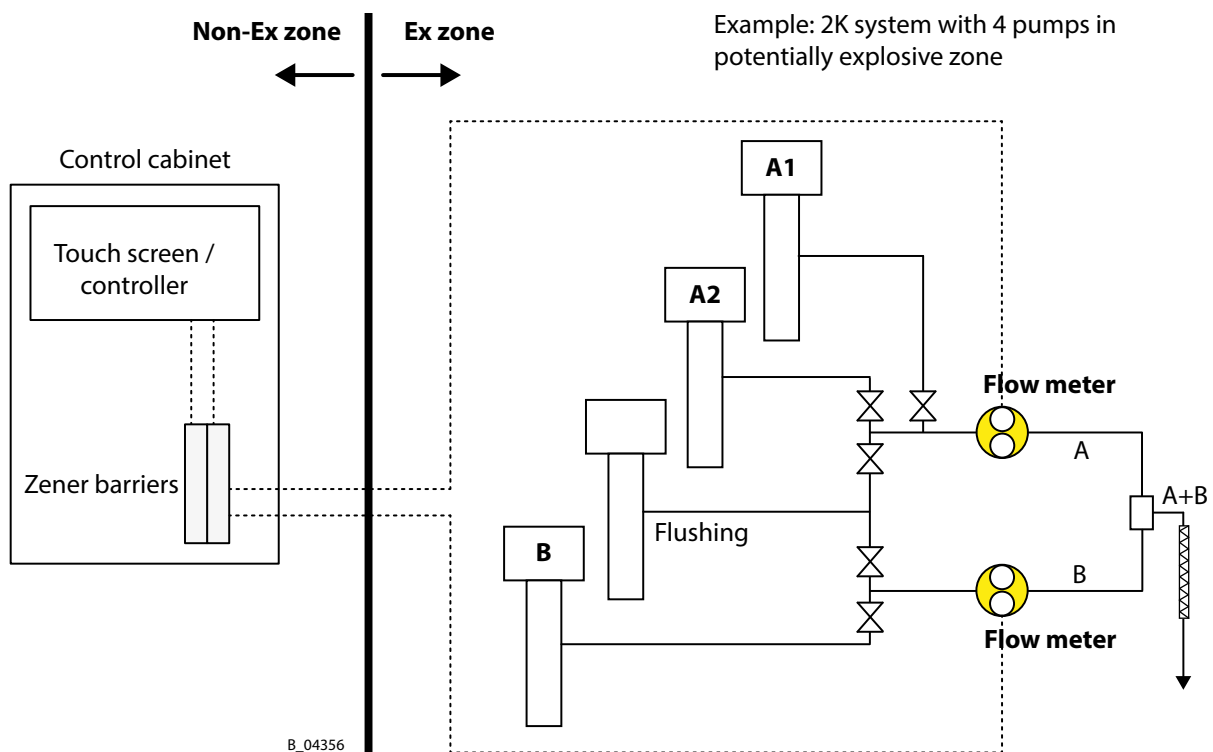 Non-Ex zone
Ex zone
Example: 2K system with 4 pumps in
potentially explosive zone
Control cabinet
Touch screen /
controller
Zener barriers
A1
A2
Flushing
B
Flow meter
A
A+B
B
Flow meter
B_04356